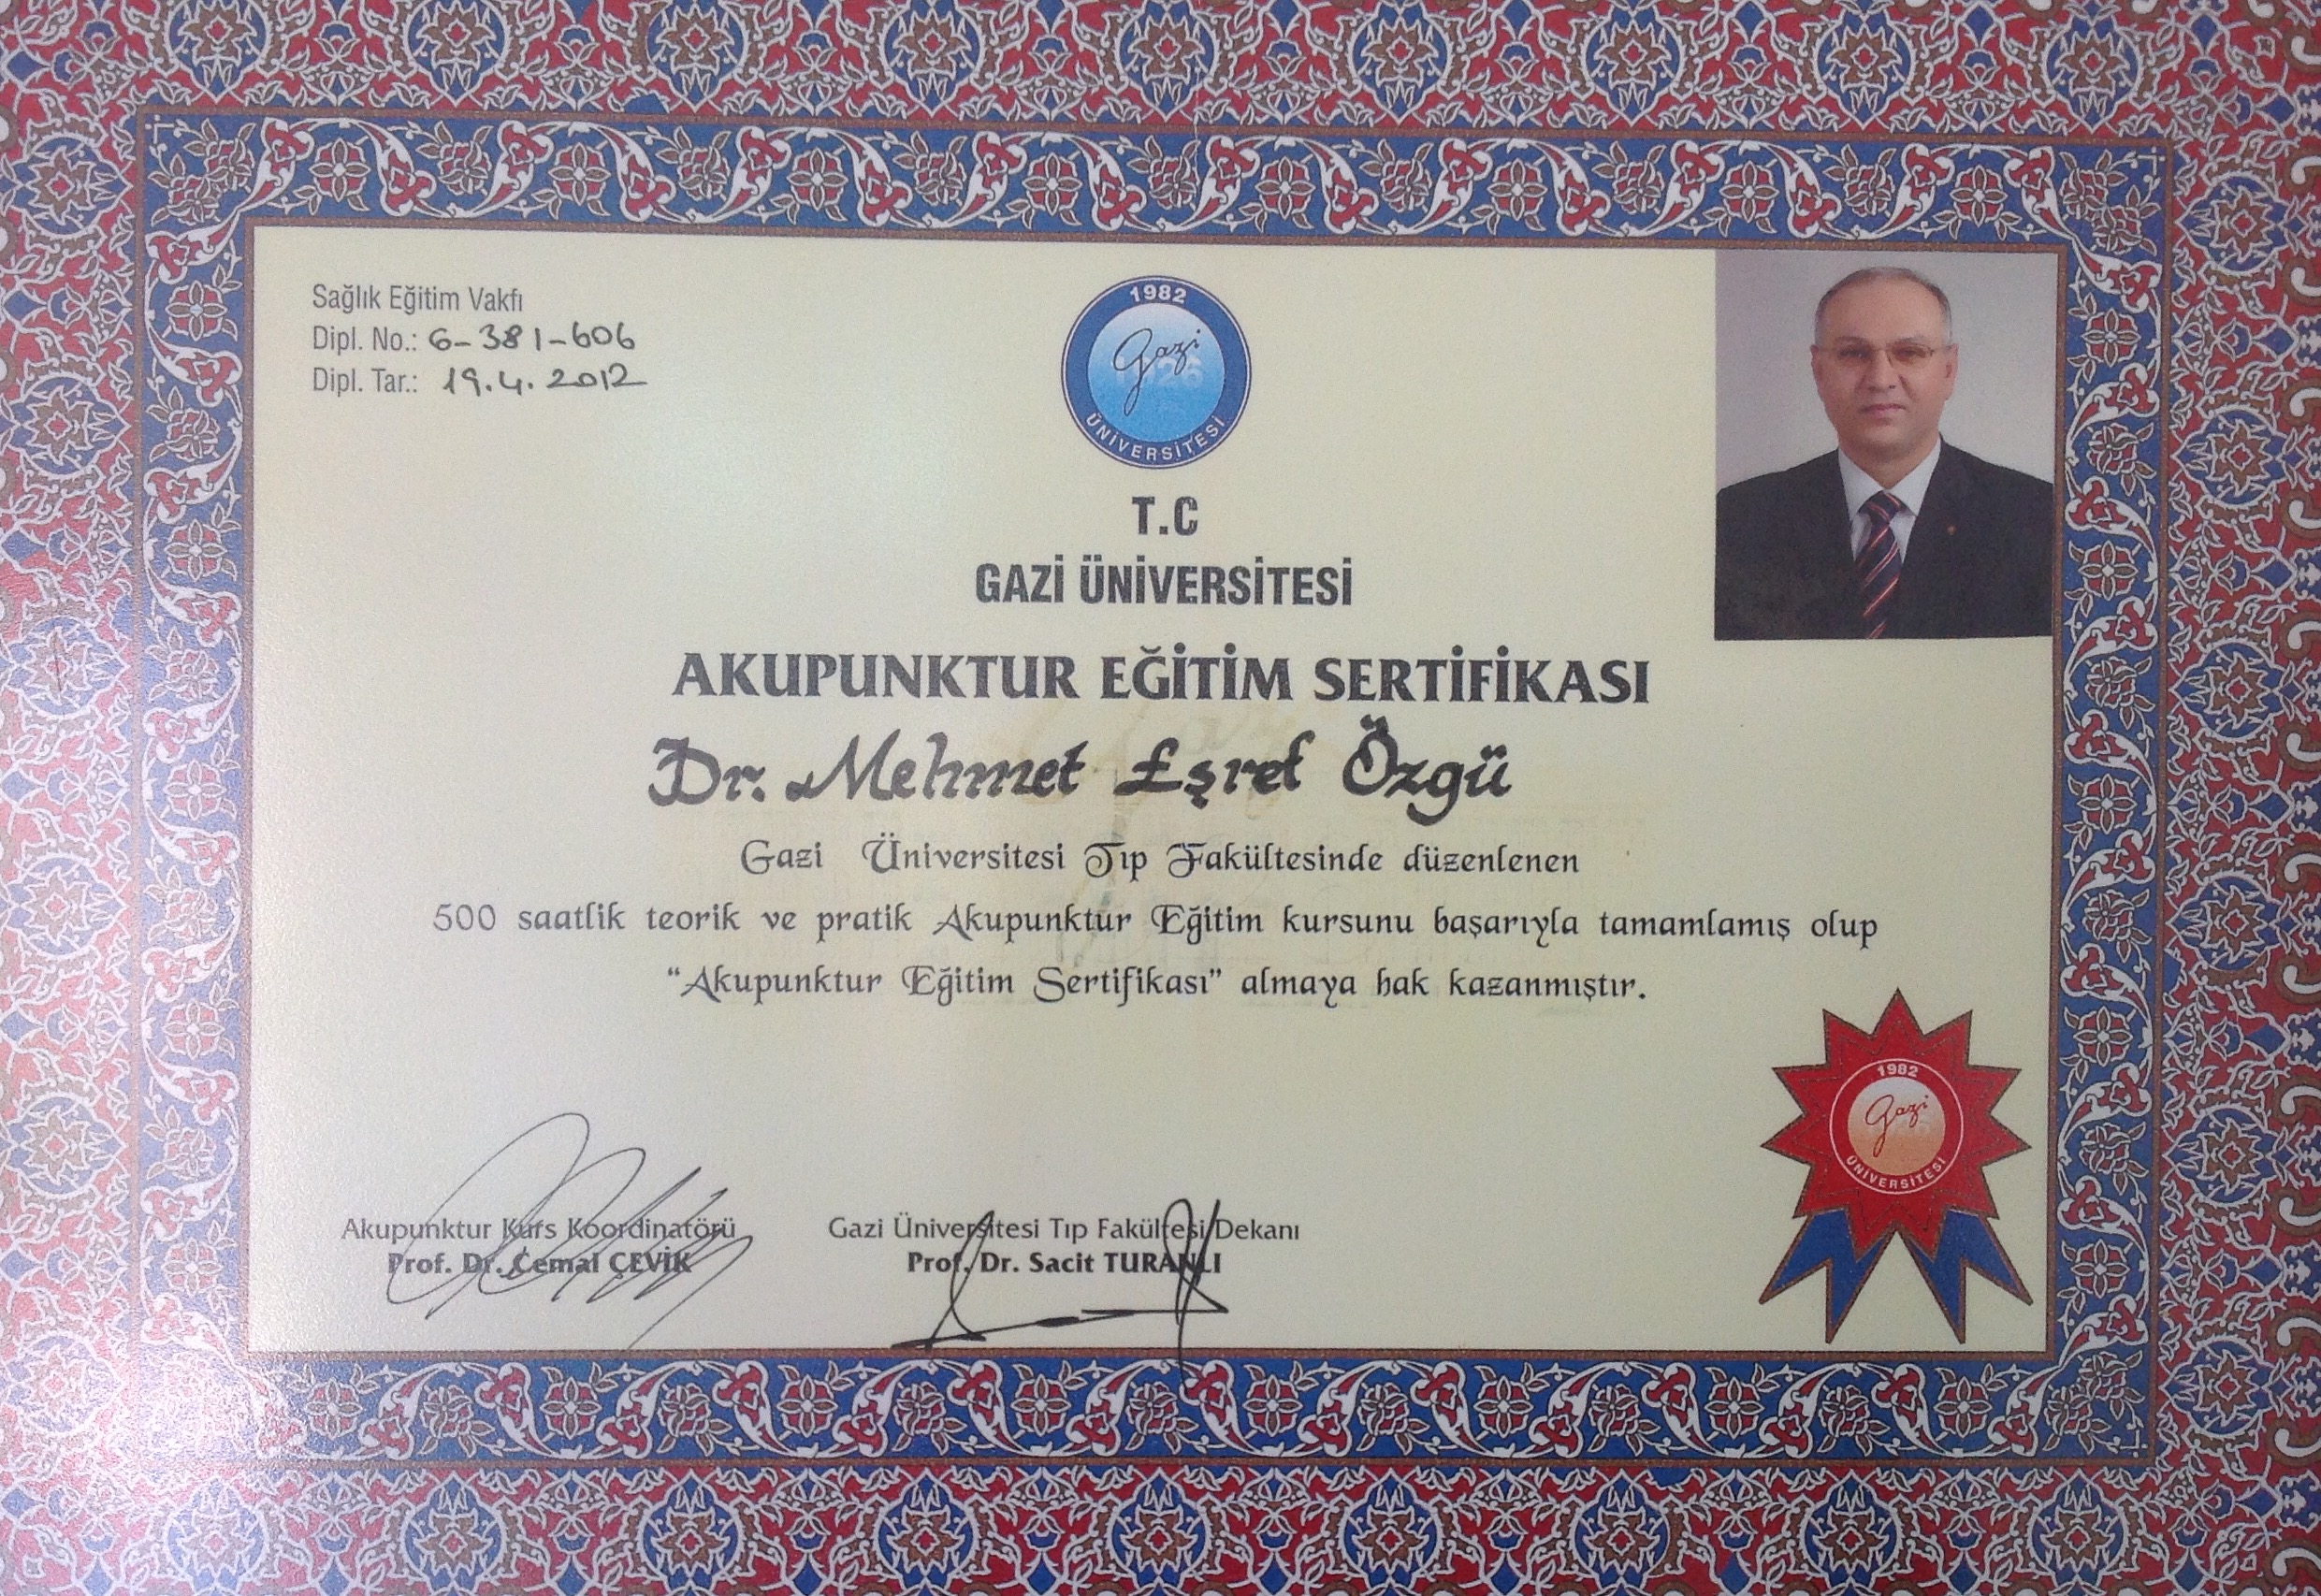 Sağlık Eğitim Vakfı
Dipl. No.: 6-381-606
Dipl. Tar.: 19.4.2012
1982
Gazi
ÜNİVERSİTESİ
T.C
GAZİ ÜNİVERSİTESİ
AKUPUNKTUR EĞİTİM SERTİFİKASI
Dr. Mehmet Eşref Özgü
Gazi Üniversitesi Tıp Fakültesinde düzenlenen
500 saatlik teorik ve pratik Akupunktur Eğitim kursunu başarıyla tamamlamış olup
“Akupunktur Eğitim Sertifikası” almaya hak kazanmıştır.
1982
Gazi
ÜNİVERSİTESİ
Akupunktur Kurs Koordinatörü
Prof. Dr. Cemal ÇEVİK
Gazi Üniversitesi Tıp Fakültesi Dekanı
Prof. Dr. Sacit TURANLI